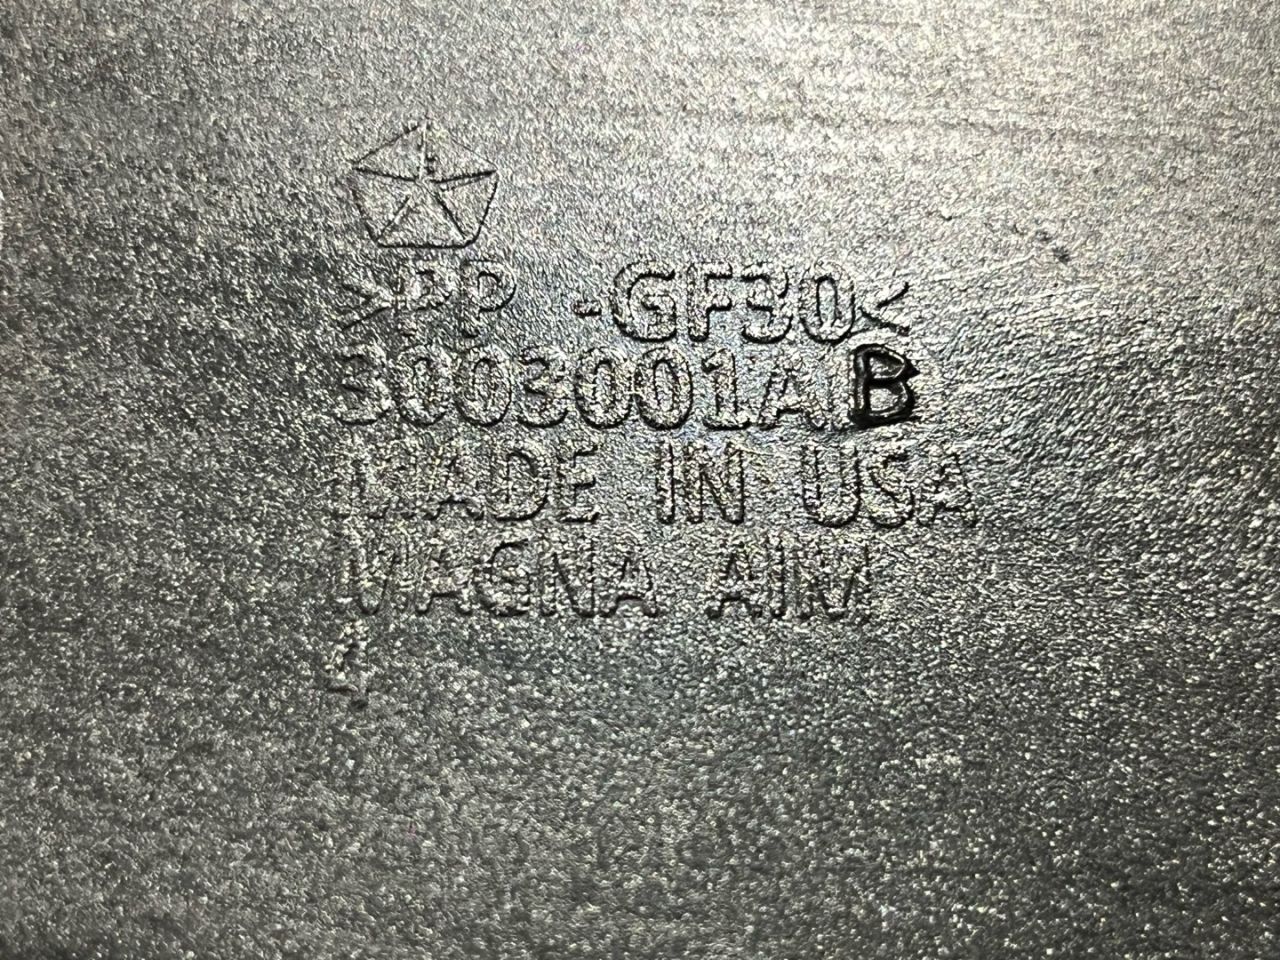 >PP -GF30<
3003001AB
MADE IN USA
MAGNA AIM